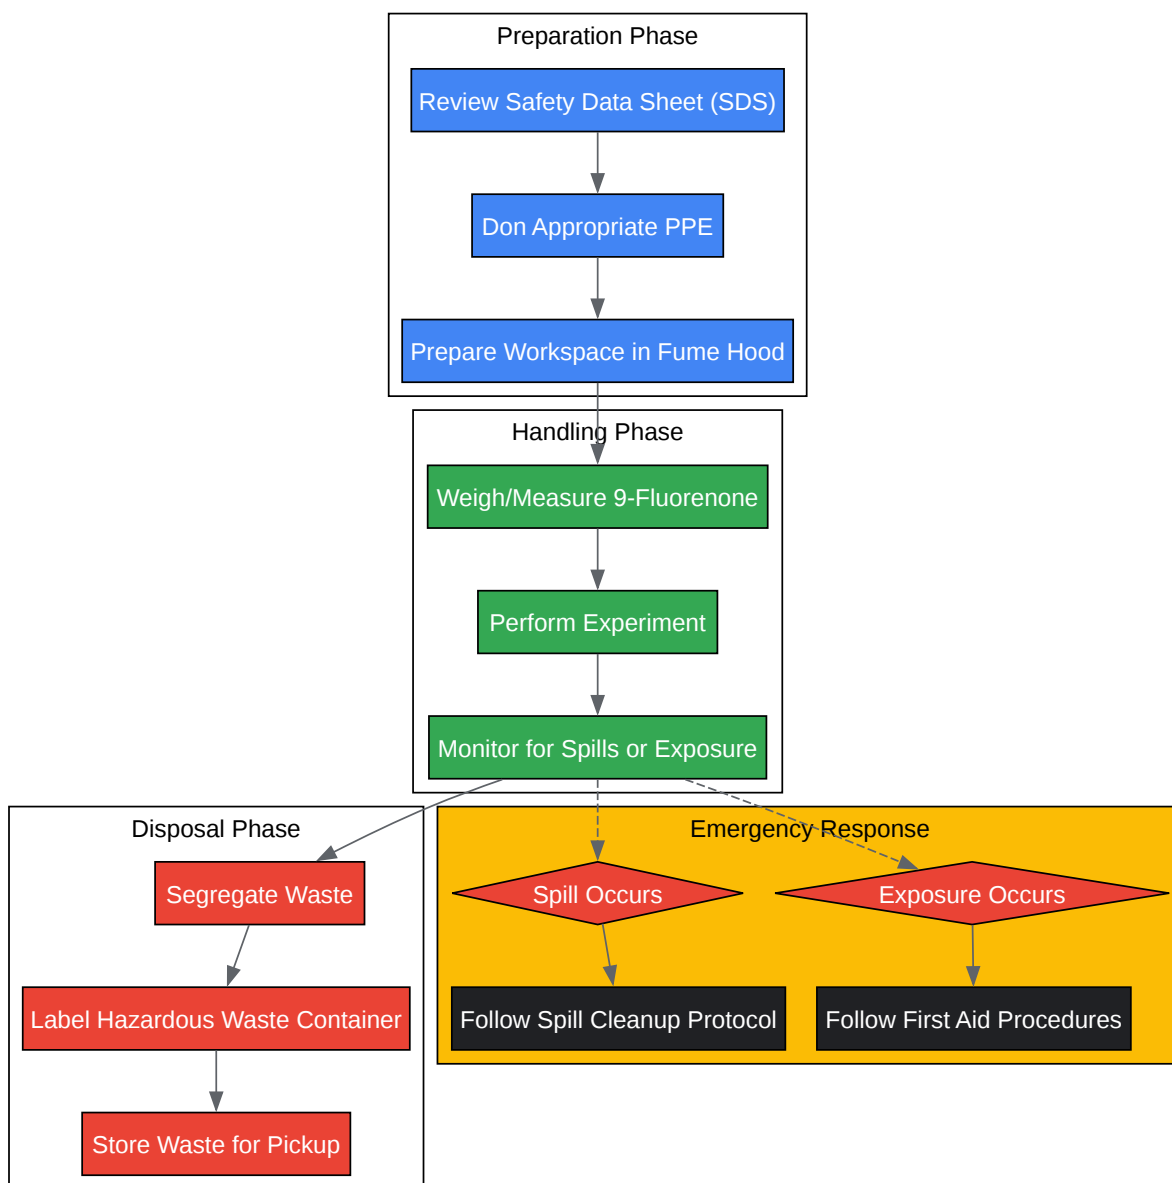 Preparation Phase
Review Safety Data Sheet (SDS)
Don Appropriate PPE
Prepare Workspace in Fume Hood
Handling Phase
Weigh/Measure 9-Fluorenone
Perform Experiment
Monitor for Spills or Exposure
Disposal Phase
Segregate Waste
Label Hazardous Waste Container
Store Waste for Pickup
Emergency Response
Spill Occurs
Exposure Occurs
Follow Spill Cleanup Protocol
Follow First Aid Procedures